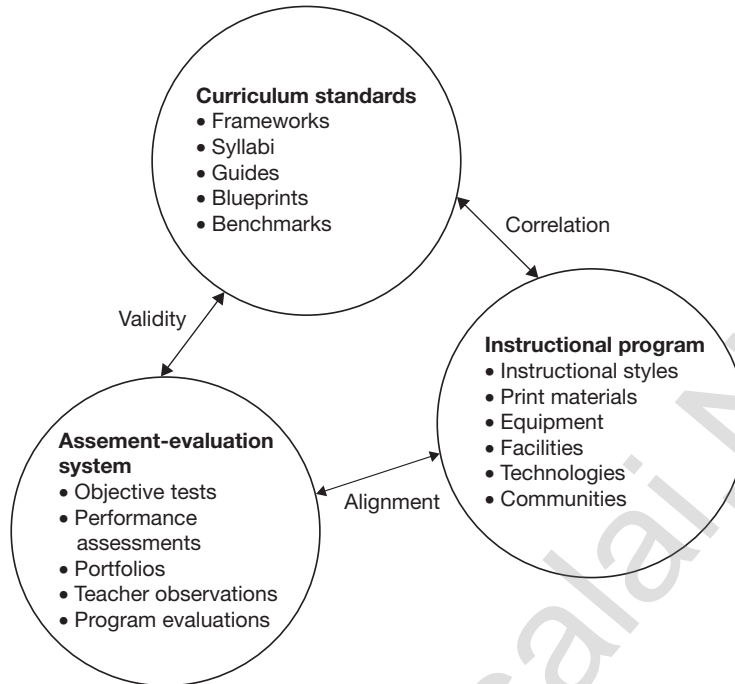 Curriculum standards
• Frameworks
• Syllabi
• Guides
• Blueprints
• Benchmarks
Correlation
Validity
Instructional program
• Instructional styles
• Print materials
• Equipment
• Facilities
• Technologies
• Communities
Assement-evaluation
system
• Objective tests
• Performance
assessments
• Portfolios
• Teacher observations
• Program evaluations
Alignment
salai, N